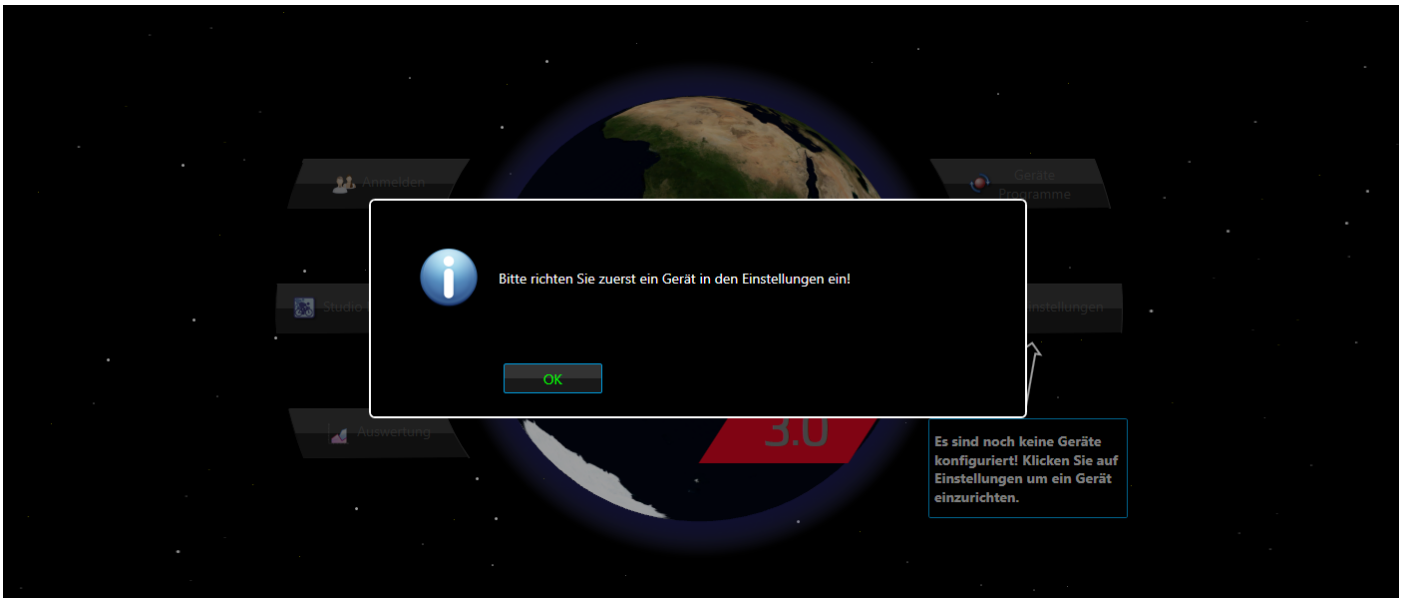 Anmelden
Geräte
Programme
Bitte richten Sie zuerst ein Gerät in den Einstellungen ein!
Studio
instellungen
OK
Auswertung
3.0
Es sind noch keine Geräte
konfiguriert! Klicken Sie auf
Einstellungen um ein Gerät
einzurichten.